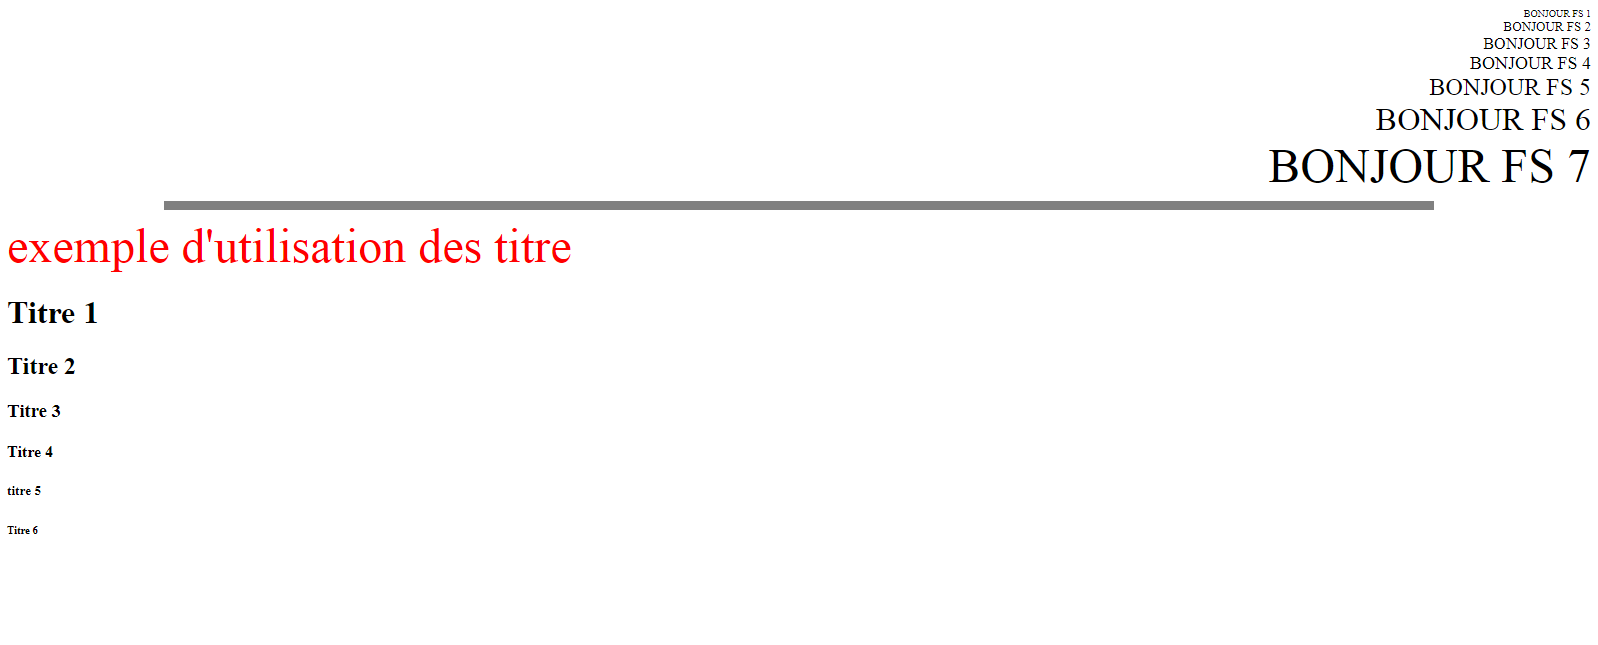 BONJOUR FS 1
BONJOUR FS 2
BONJOUR FS 3
BONJOUR FS 4
BONJOUR FS 5
BONJOUR FS 6
BONJOUR FS 7
exemple d'utilisation des titre
Titre 1
Titre 2
Titre 3
Titre 4
titre 5
Titre 6